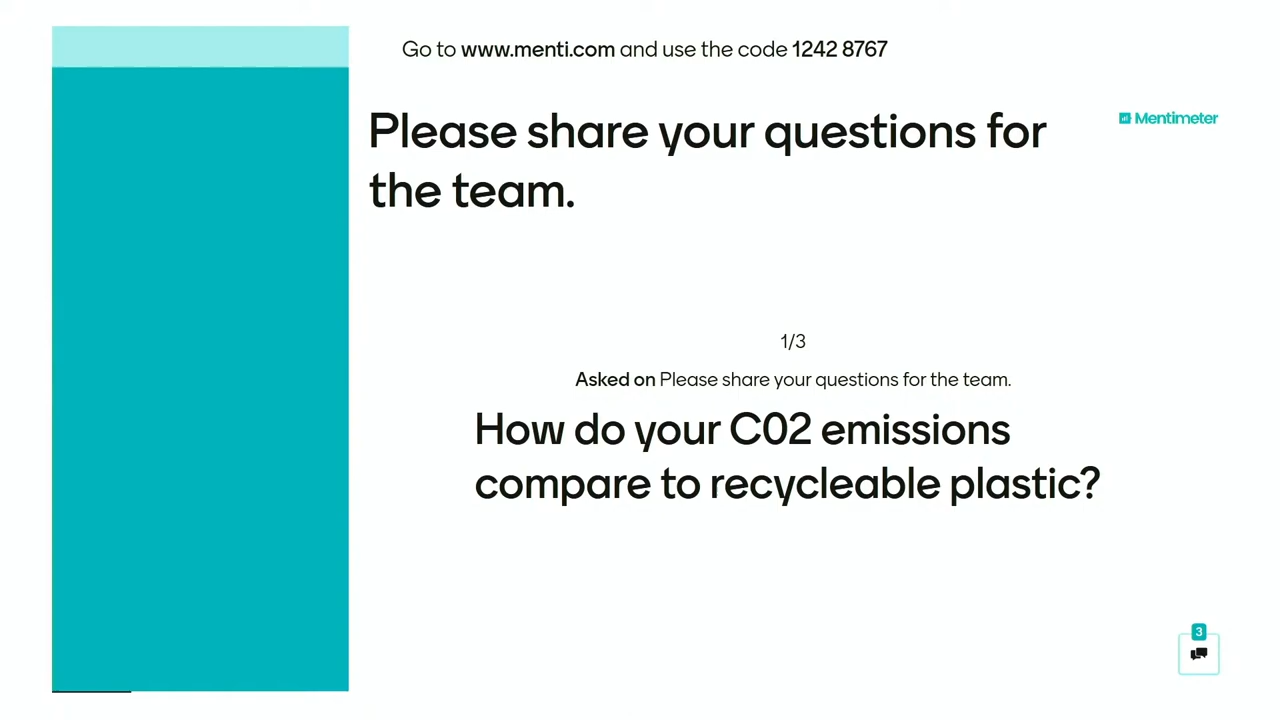 Go to www.menti.com and use the code 1242 8767
Please share your questions for
the team.
Mentimeter
1/3
Asked on Please share your questions for the team.
How do your C02 emissions
compare to recycleable plastic?
3